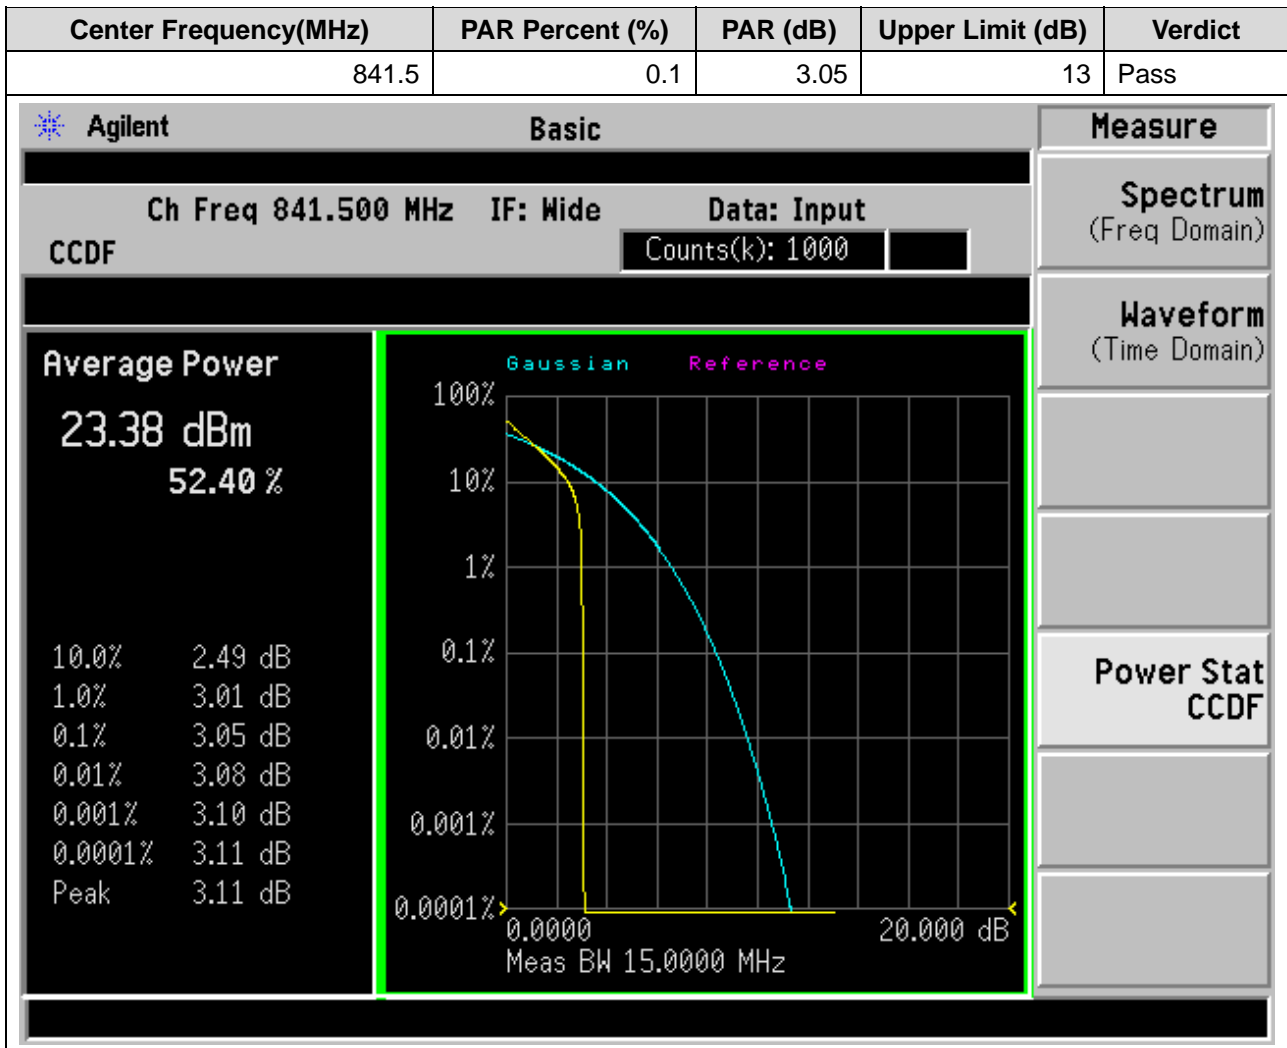 Center Frequency(MHz) PAR Percent (%) PAR (dB) Upper Limit (dB) Verdict
841.5 0.1 3.05 13 Pass
Agilent Basic Measure
Ch Freq 841.500 MHz IF: Wide Data: Input
CCDF Counts(k): 1000
Spectrum
(Freq Domain)
Waveform
(Time Domain)
Power Stat
CCDF
Average Power
23.38 dBm
52.40 %
10.0% 2.49 dB
1.0% 3.01 dB
0.1% 3.05 dB
0.01% 3.08 dB
0.001% 3.10 dB
0.0001% 3.11 dB
Peak 3.11 dB
Gaussian Reference
100%
10%
1%
0.1%
0.01%
0.001%
0.0001%
0.0000 20.000 dB
Meas BW 15.0000 MHz